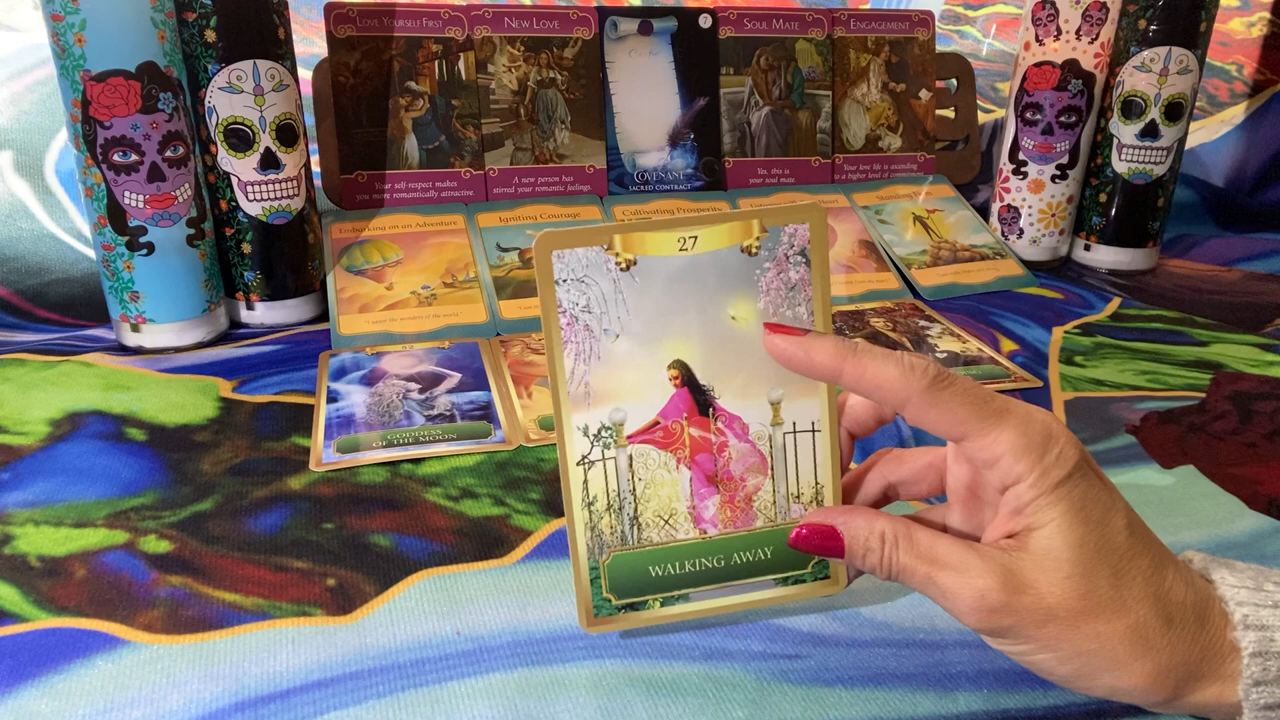 LOVE YOURSELF FIRST
Your self-respect makes
you more romantically attractive.
NEW LOVE
A new person has
stirred your romantic feelings.
7
COVENANT
SACRED CONTRACT
SOUL MATE
Yes, this is
your soul mate.
ENGAGEMENT
Your love life is ascending
to a higher level of commitment.
Embarking on an Adventure
"I savor the wonders of the world."
Igniting Courage
Cultivating Prosperity
Heart
GODDESS
OF THE MOON
27
WALKING AWAY